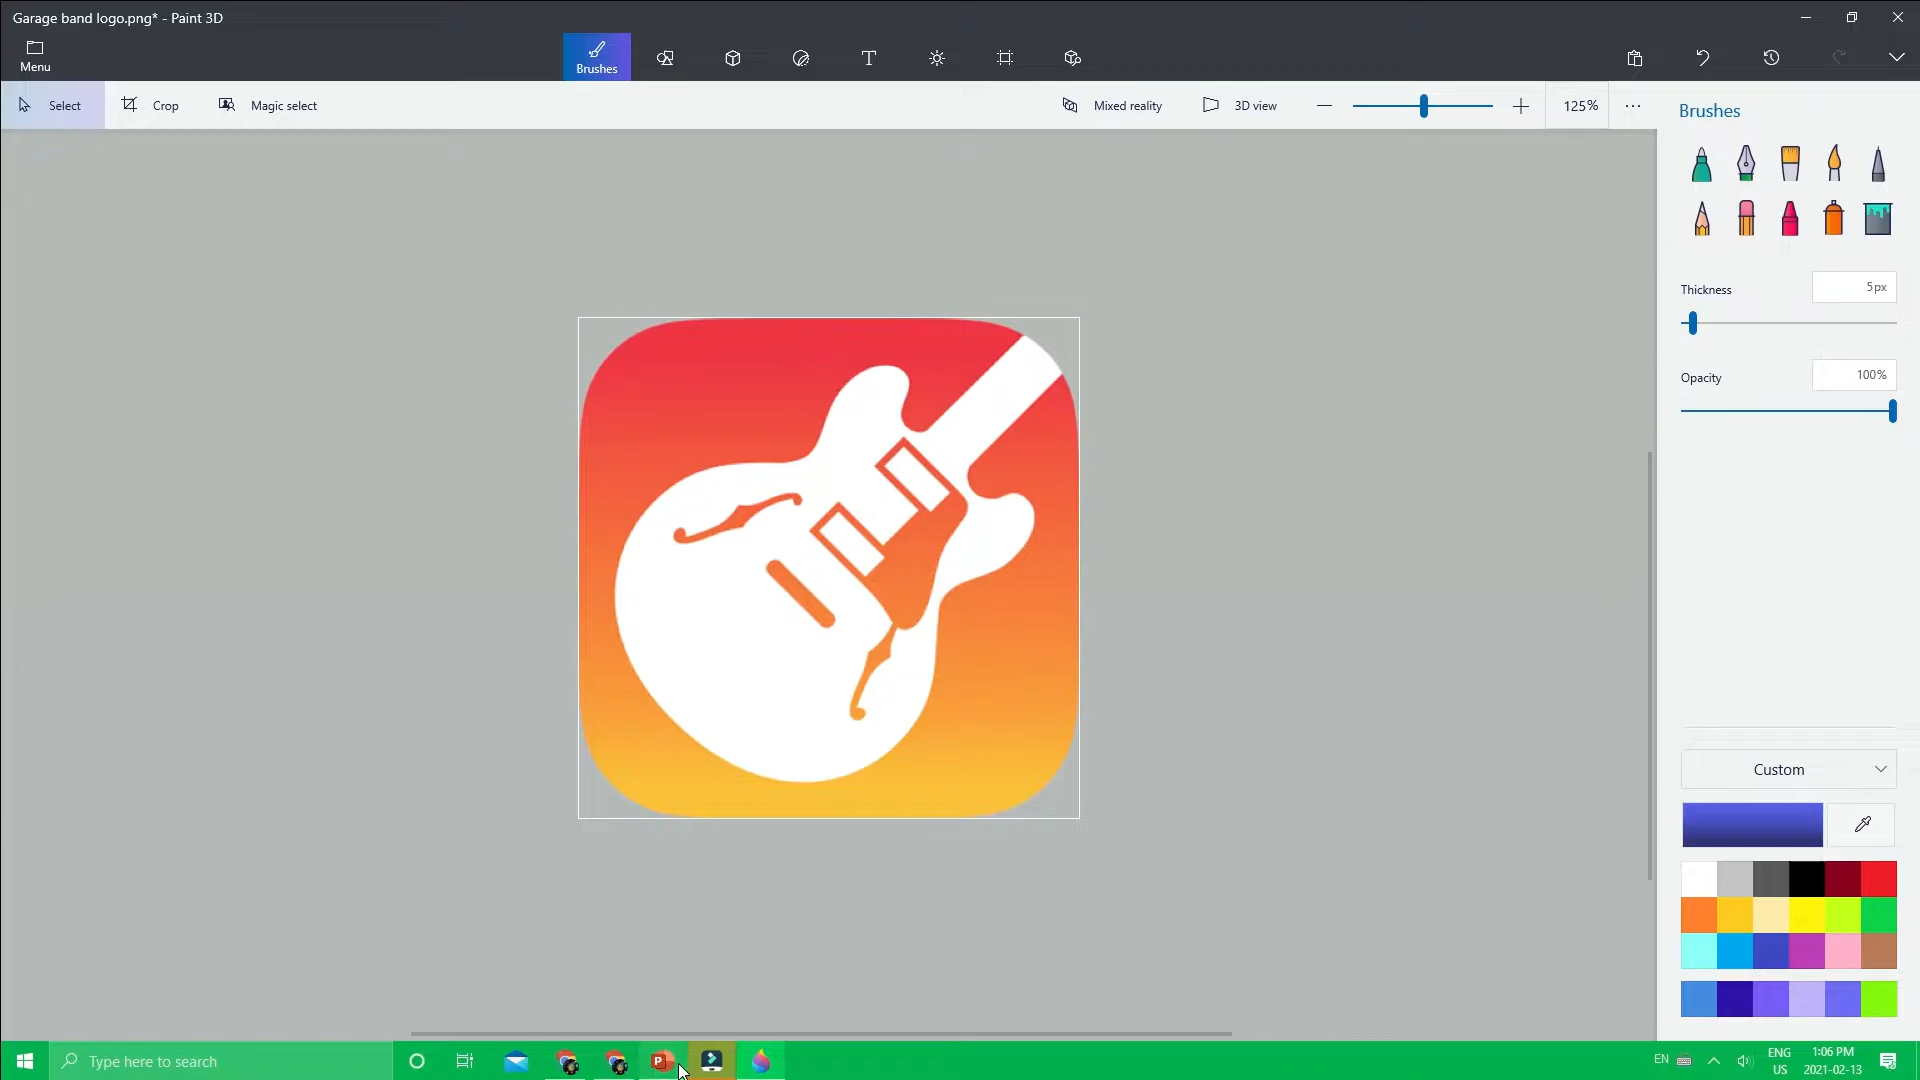 Garage band logo.png* - Paint 3D
Menu
Brushes
Select
Crop
Magic select
Mixed reality
3D view
125%
Brushes
Thickness
5px
Opacity
100%
Custom
Type here to search
P
EN
ENG
US
1:06 PM
2021-02-13